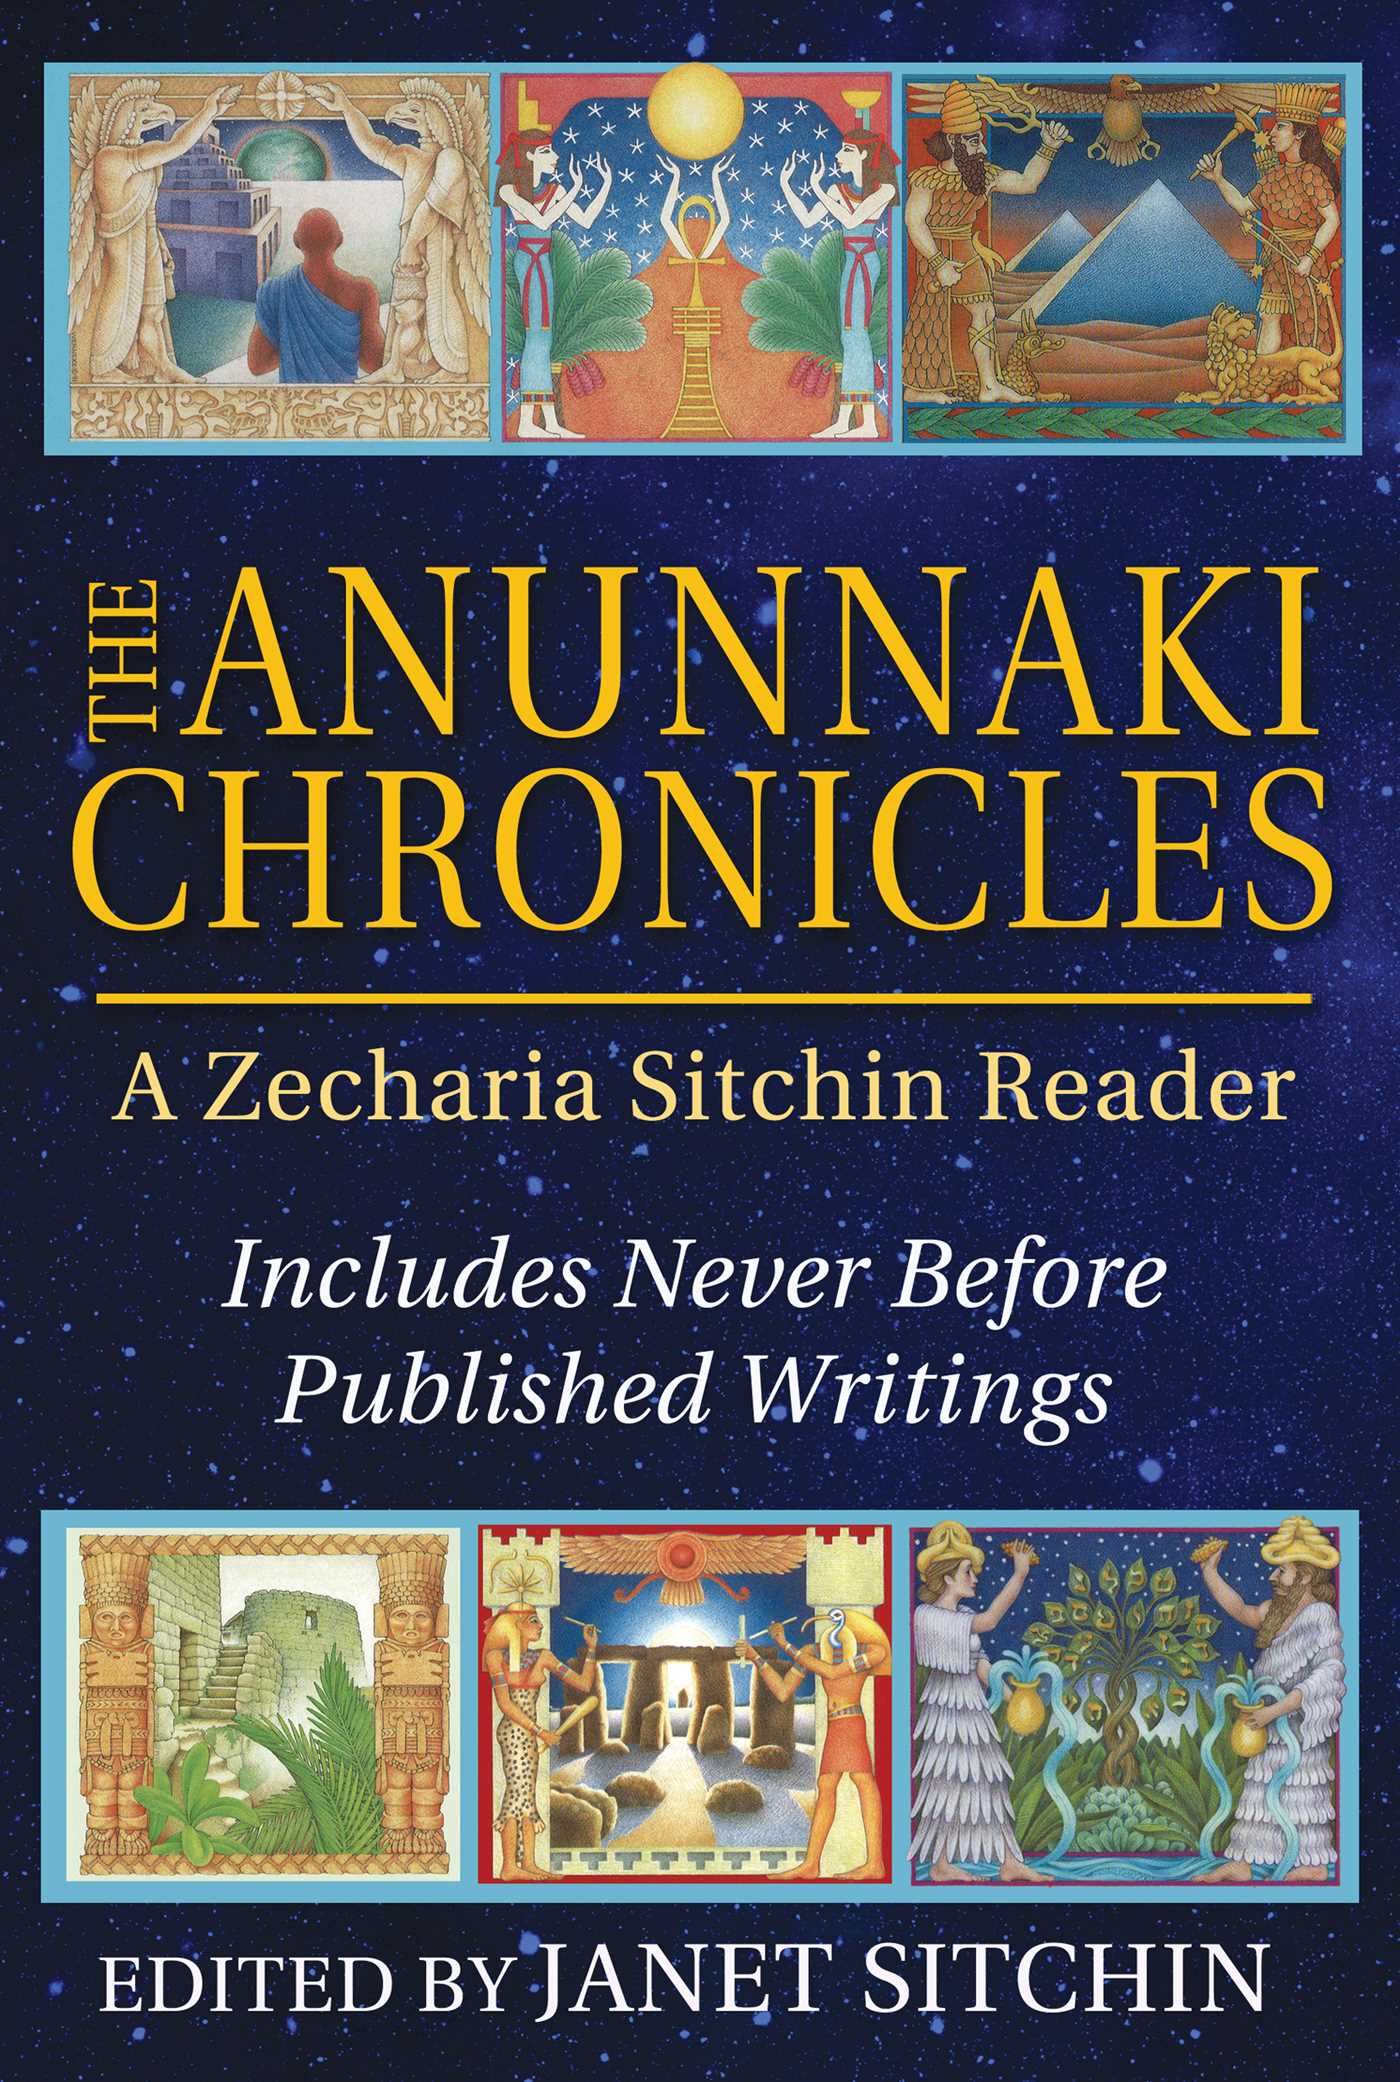 THE ANUNNAKI
CHRONICLES
A Zecharia Sitchin Reader
Includes Never Before
Published Writings
EDITED BY JANET SITCHIN